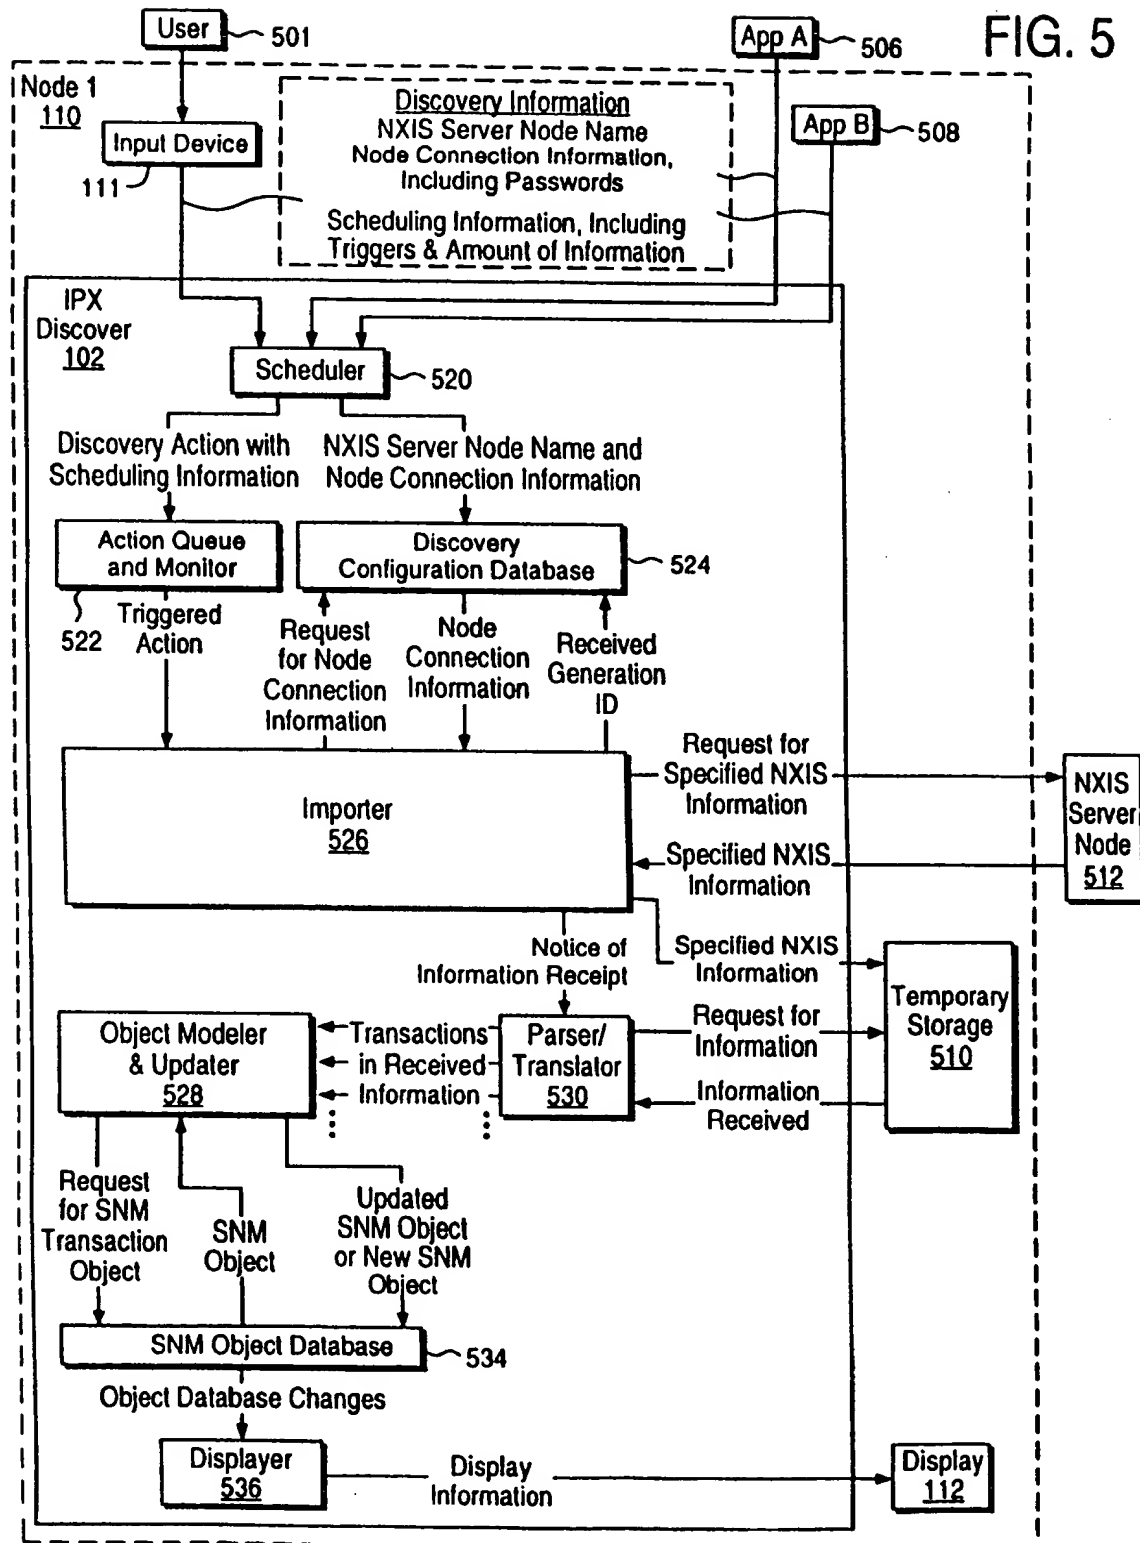 FIG. 5
User
501
App A
506
Node 1
110
Discovery Information
NXIS Server Node Name
Node Connection Information,
Including Passwords
Scheduling Information, Including
Triggers & Amount of Information
App B
508
Input Device
111
IPX
Discover
102
Scheduler
520
Discovery Action with
Scheduling Information
NXIS Server Node Name and
Node Connection Information
Action Queue
and Monitor
522
Discovery
Configuration Database
524
Triggered
Action
Request
for Node
Connection
Information
Node
Connection
Information
Received
Generation
ID
Importer
526
Request for
Specified NXIS
Information
Specified NXIS
Information
NXIS
Server
Node
512
Notice of
Information Receipt
Specified NXIS
Information
Temporary
Storage
510
Object Modeler
& Updater
528
Transactions
in Received
Information
Parser/
Translator
530
Request for
Information
Information
Received
Request
for SNM
Transaction
Object
SNM
Object
Updated
SNM Object
or New SNM
Object
SNM Object Database
534
Object Database Changes
Displayer
536
Display
Information
Display
112